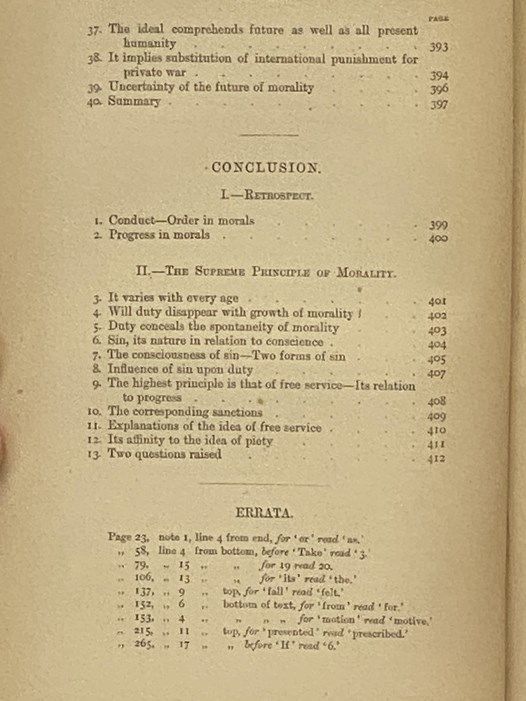 PAGE
37. The ideal comprehends future as well as all present
humanity . . . . . . . 393
38. It implies substitution of international punishment for
private war . . . . . . . 394
39. Uncertainty of the future of morality . . . . 396
40. Summary . . . . . . . . 397
CONCLUSION.
I.—RETROSPECT.
1. Conduct—Order in morals . . . . . 399
2. Progress in morals . . . . . . 400
II.—THE SUPREME PRINCIPLE OF MORALITY.
3. It varies with every age . . . . . . 401
4. Will duty disappear with growth of morality? . . 402
5. Duty conceals the spontaneity of morality . . . 403
6. Sin, its nature in relation to conscience . . . . 404
7. The consciousness of sin—Two forms of sin . . . 405
8. Influence of sin upon duty . . . . . 407
9. The highest principle is that of free service—Its relation
to progress . . . . . . . 408
10. The corresponding sanctions . . . . . 409
11. Explanations of the idea of free service . . . . 410
12. Its affinity to the idea of piety . . . . . 411
13. Two questions raised . . . . . . 412
ERRATA.
Page 23, note 1, line 4 from end, for ‘or’ read ‘as.’
„ 58, line 4 from bottom, before ‘Take’ read ‘3.’
„ 79, „ 15 „ „ for 19 read 20.
„ 106, „ 13 „ „ for ‘its’ read ‘the.’
„ 137, „ 9 „ top, for ‘fall’ read ‘felt.’
„ 152, „ 6 „ bottom of text, for ‘from’ read ‘for.’
„ 153, „ 4 „ „ „ „ for ‘motion’ read ‘motive.’
„ 215, „ 11 „ top, for ‘presented’ read ‘prescribed.’
„ 265, „ 17 „ „ before ‘If’ read ‘6.’